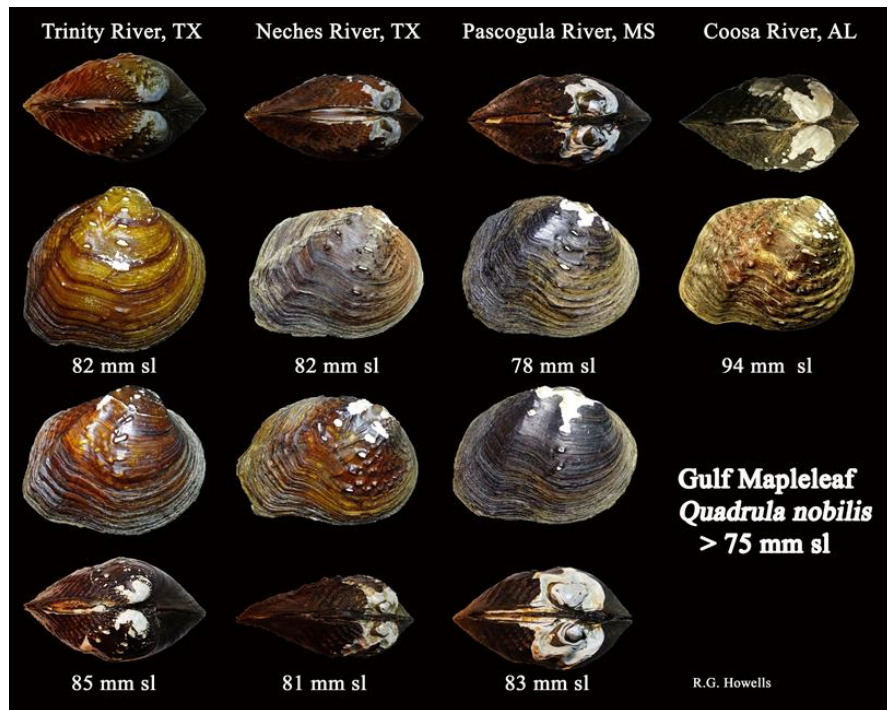 Trinity River, TX
Neches River, TX
Pascogula River, MS
Coosa River, AL
82 mm sl
82 mm sl
78 mm sl
94 mm sl
Gulf Mapleleaf
Quadrula nobilis
> 75 mm sl
85 mm sl
81 mm sl
83 mm sl
R.G. Howells